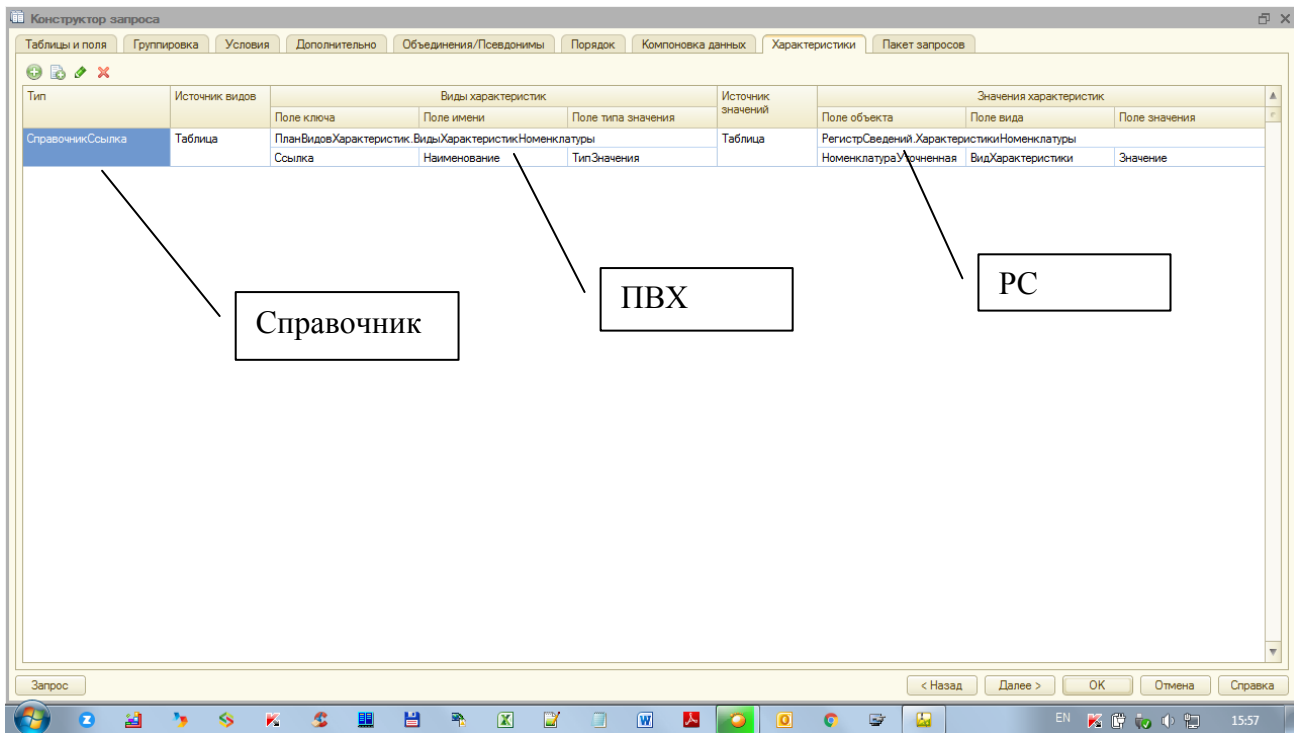 Конструктор запроса
Таблицы и поля Группировка Условия Дополнительно Объединения/Псевдонимы Порядок Компоновка данных Характеристики Пакет запросов
Тип Источник видов Виды характеристик Источник значений Значения характеристик
Поле ключа Поле имени Поле типа значения Поле объекта Поле вида Поле значения
СправочникСсылка Таблица ПланВидовХарактеристик.ВидыХарактеристикНоменклатуры Таблица РегистрСведений.ХарактеристикиНоменклатуры
Ссылка Наименование ТипЗначения НоменклатураУточненная ВидХарактеристики Значение
РС
ПВХ
Справочник
Запрос < Назад Далее > ОК Отмена Справка
EN 15:57